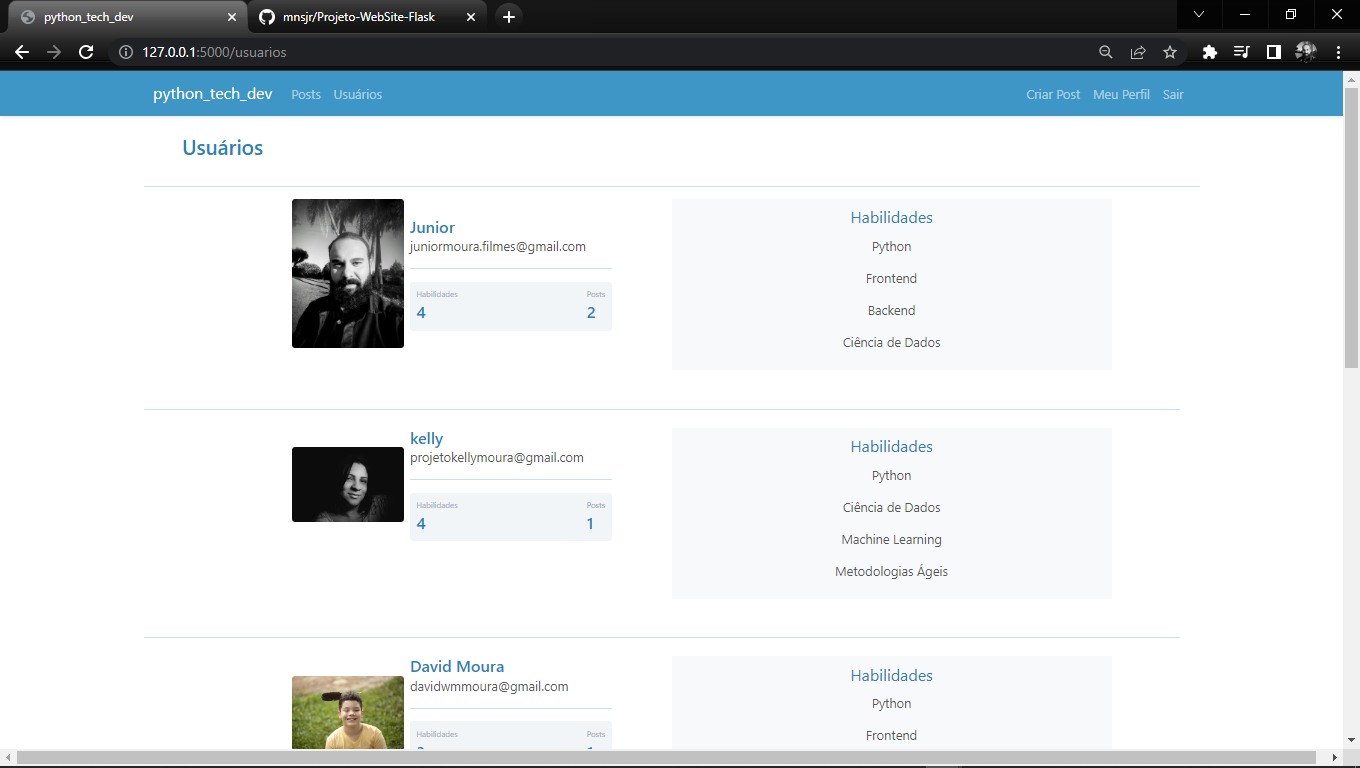 python_tech_dev
mnsjr/Projeto-WebSite-Flask
127.0.0.1:5000/usuarios
python_tech_dev Posts Usuários Criar Post Meu Perfil Sair
Usuários
Junior
juniormoura.filmes@gmail.com
Habilidades Posts
4 2
Habilidades
Python
Frontend
Backend
Ciência de Dados
kelly
projetokellymoura@gmail.com
Habilidades Posts
4 1
Habilidades
Python
Ciência de Dados
Machine Learning
Metodologias Ágeis
David Moura
davidwmmoura@gmail.com
Habilidades Posts
Habilidades
Python
Frontend